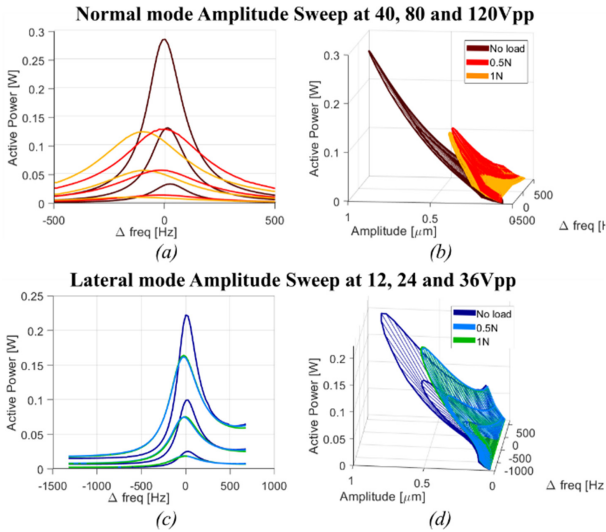 Normal mode Amplitude Sweep at 40, 80 and 120Vpp
0.3
0.25
0.2
0.15
0.1
0.05
0
Active Power [W]
-500
0
500
Δ freq [Hz]
(a)
No load
0.5N
1N
0.3
0.2
0.1
0
Active Power [W]
1
0.5
0
500
0
-500
Amplitude [μm]
Δ freq [Hz]
(b)
Lateral mode Amplitude Sweep at 12, 24 and 36Vpp
0.25
0.2
0.15
0.1
0.05
0
Active Power [W]
-1500
-1000
-500
0
500
1000
Δ freq [Hz]
(c)
No load
0.5N
1N
0.2
0.15
0.1
0.05
0
Active Power [W]
1
0.5
0
500
0
-500
-1000
Amplitude [μm]
Δ freq [Hz]
(d)